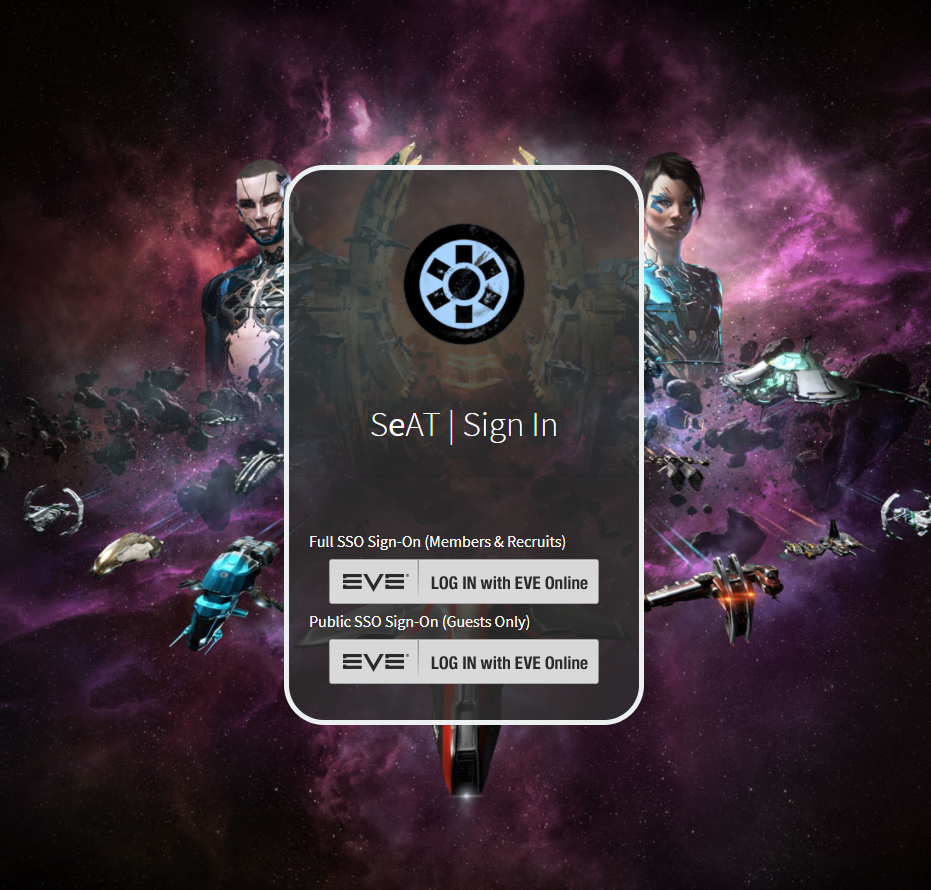 SeAT | Sign In
Full SSO Sign-On (Members & Recruits)
EVE® LOG IN with EVE Online
Public SSO Sign-On (Guests Only)
EVE® LOG IN with EVE Online